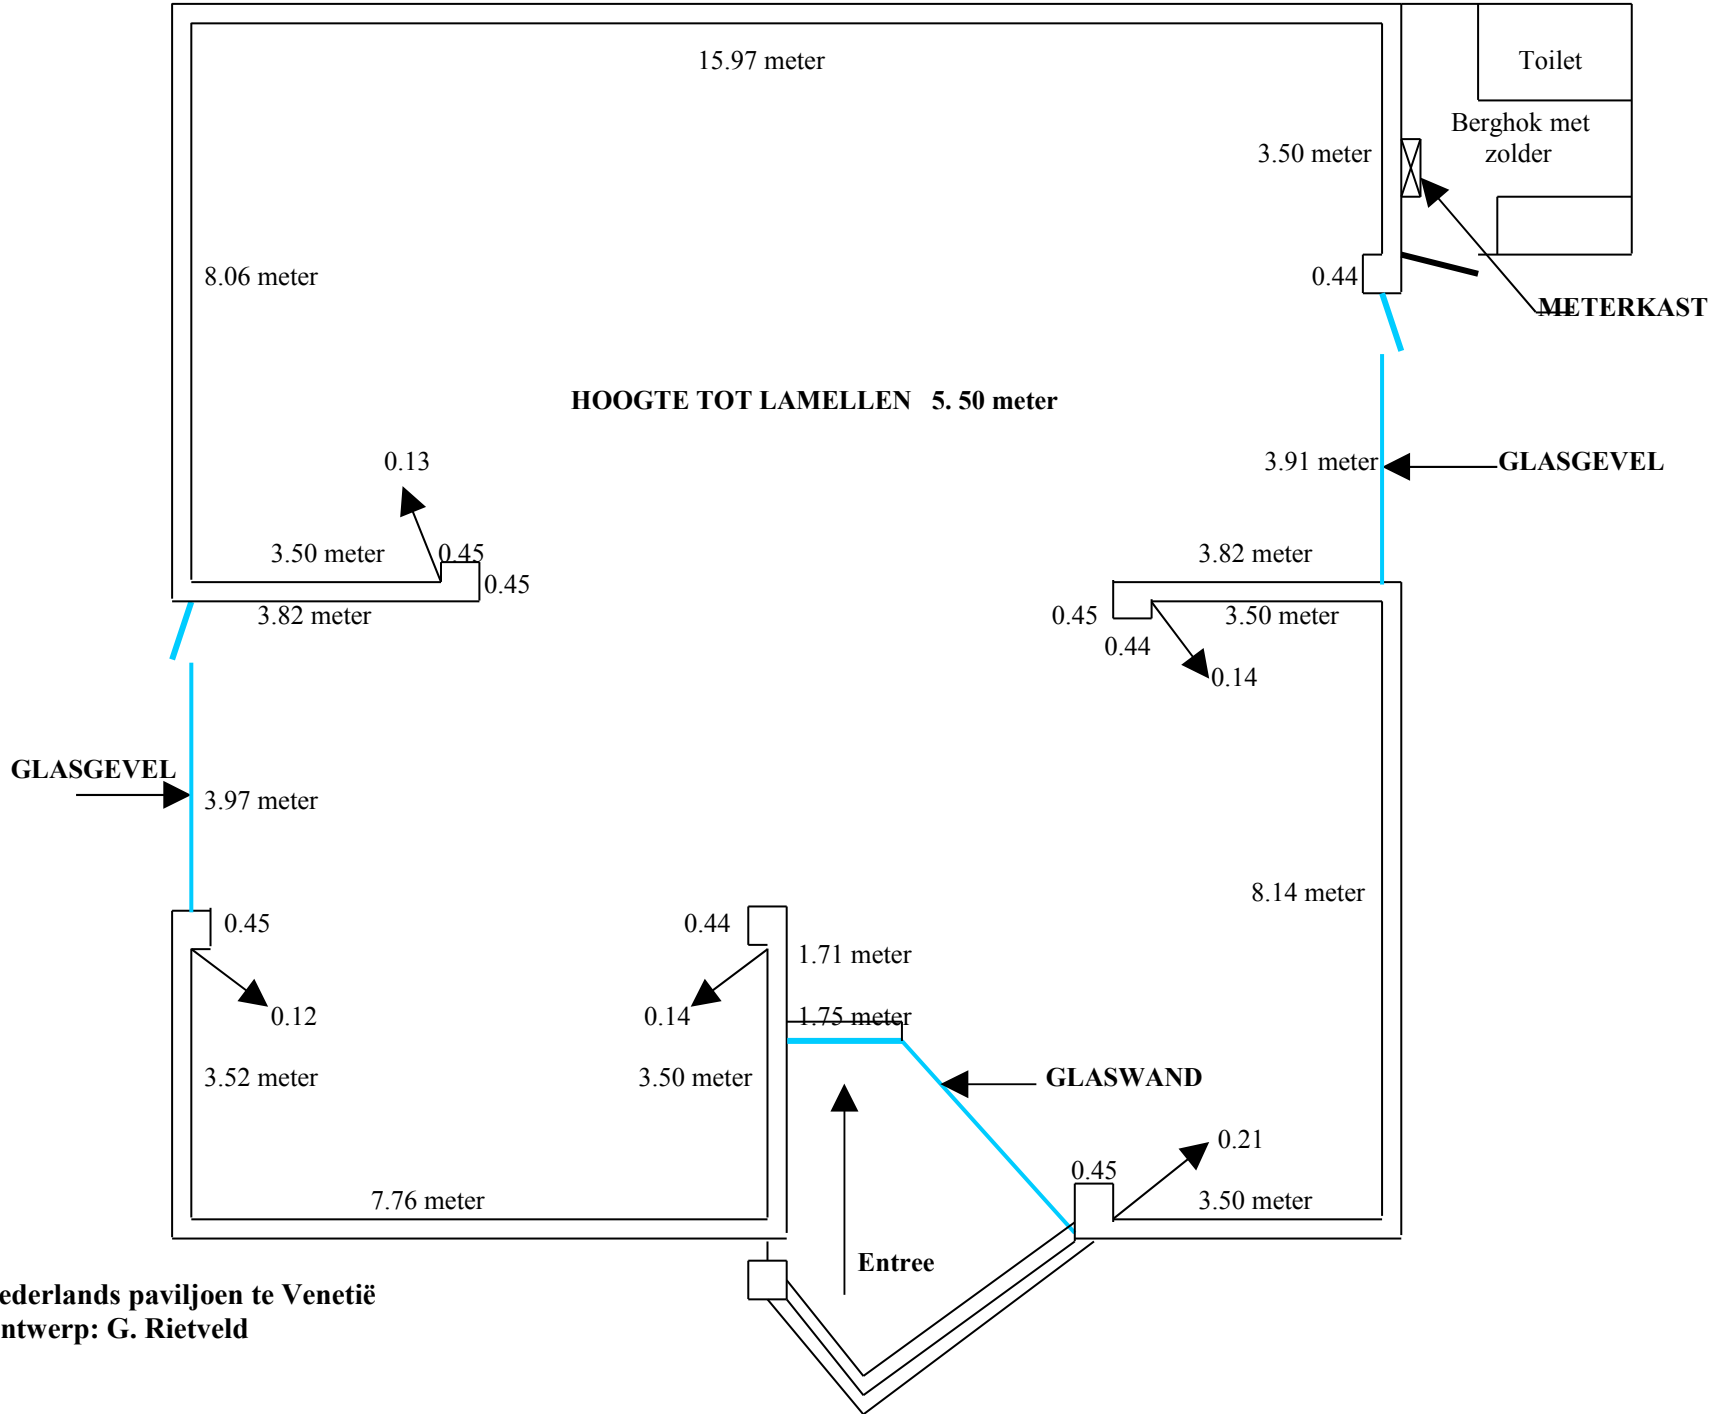 15.97 meter
Toilet
Berghok met
zolder
3.50 meter
8.06 meter
0.44
METERKAST
HOOGTE TOT LAMELLEN 5. 50 meter
0.13
3.91 meter
GLASGEVEL
3.50 meter
0.45
0.45
3.82 meter
3.82 meter
0.45
3.50 meter
0.44
0.14
GLASGEVEL
3.97 meter
8.14 meter
0.45
0.44
1.71 meter
0.12
0.14
1.75 meter
3.52 meter
3.50 meter
GLASWAND
0.21
0.45
7.76 meter
3.50 meter
Entree
ederlands paviljoen te Venetië
ntwerp: G. Rietveld